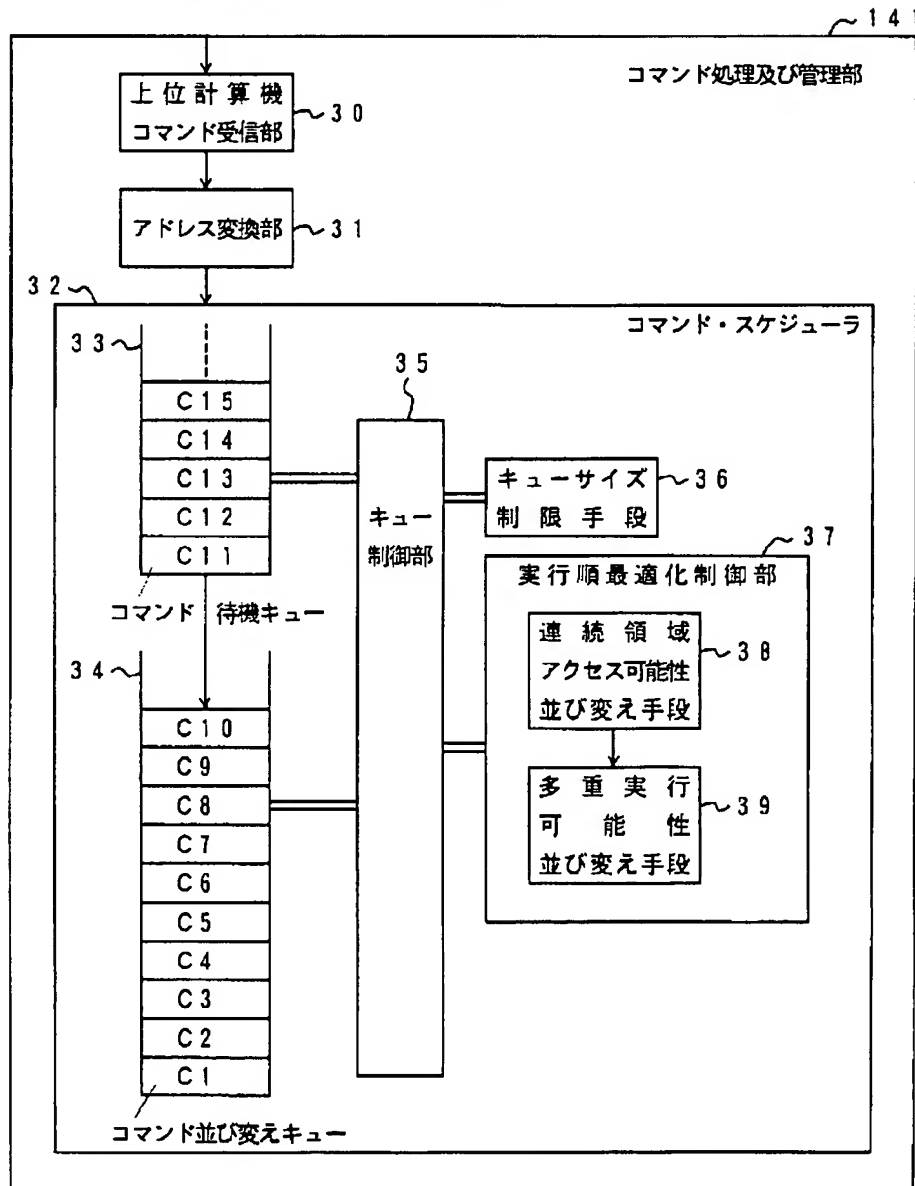 141
コマンド処理及び管理部
上位計算機
コマンド受信部
30
アドレス変換部
31
32
コマンド・スケジューラ
33
C15
C14
C13
C12
C11
コマンド 待機キュー
34
C10
C9
C8
C7
C6
C5
C4
C3
C2
C1
コマンド並び変えキュー
35
キュー
制御部
キューサイズ
制限手段
36
37
実行順最適化制御部
連続領域
アクセス可能性
並び変え手段
38
多重実行
可能性
並び変え手段
39